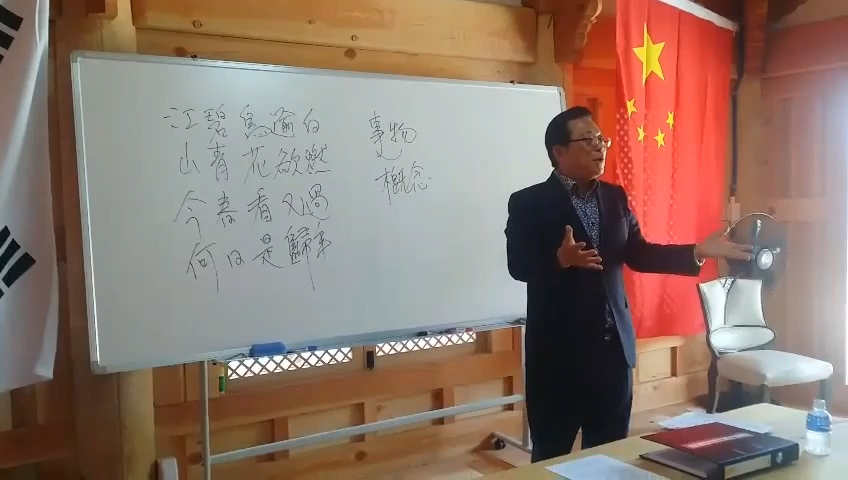 江碧鳥逾白
山青花欲燃
今春看又過
何日是歸年
事物
概念